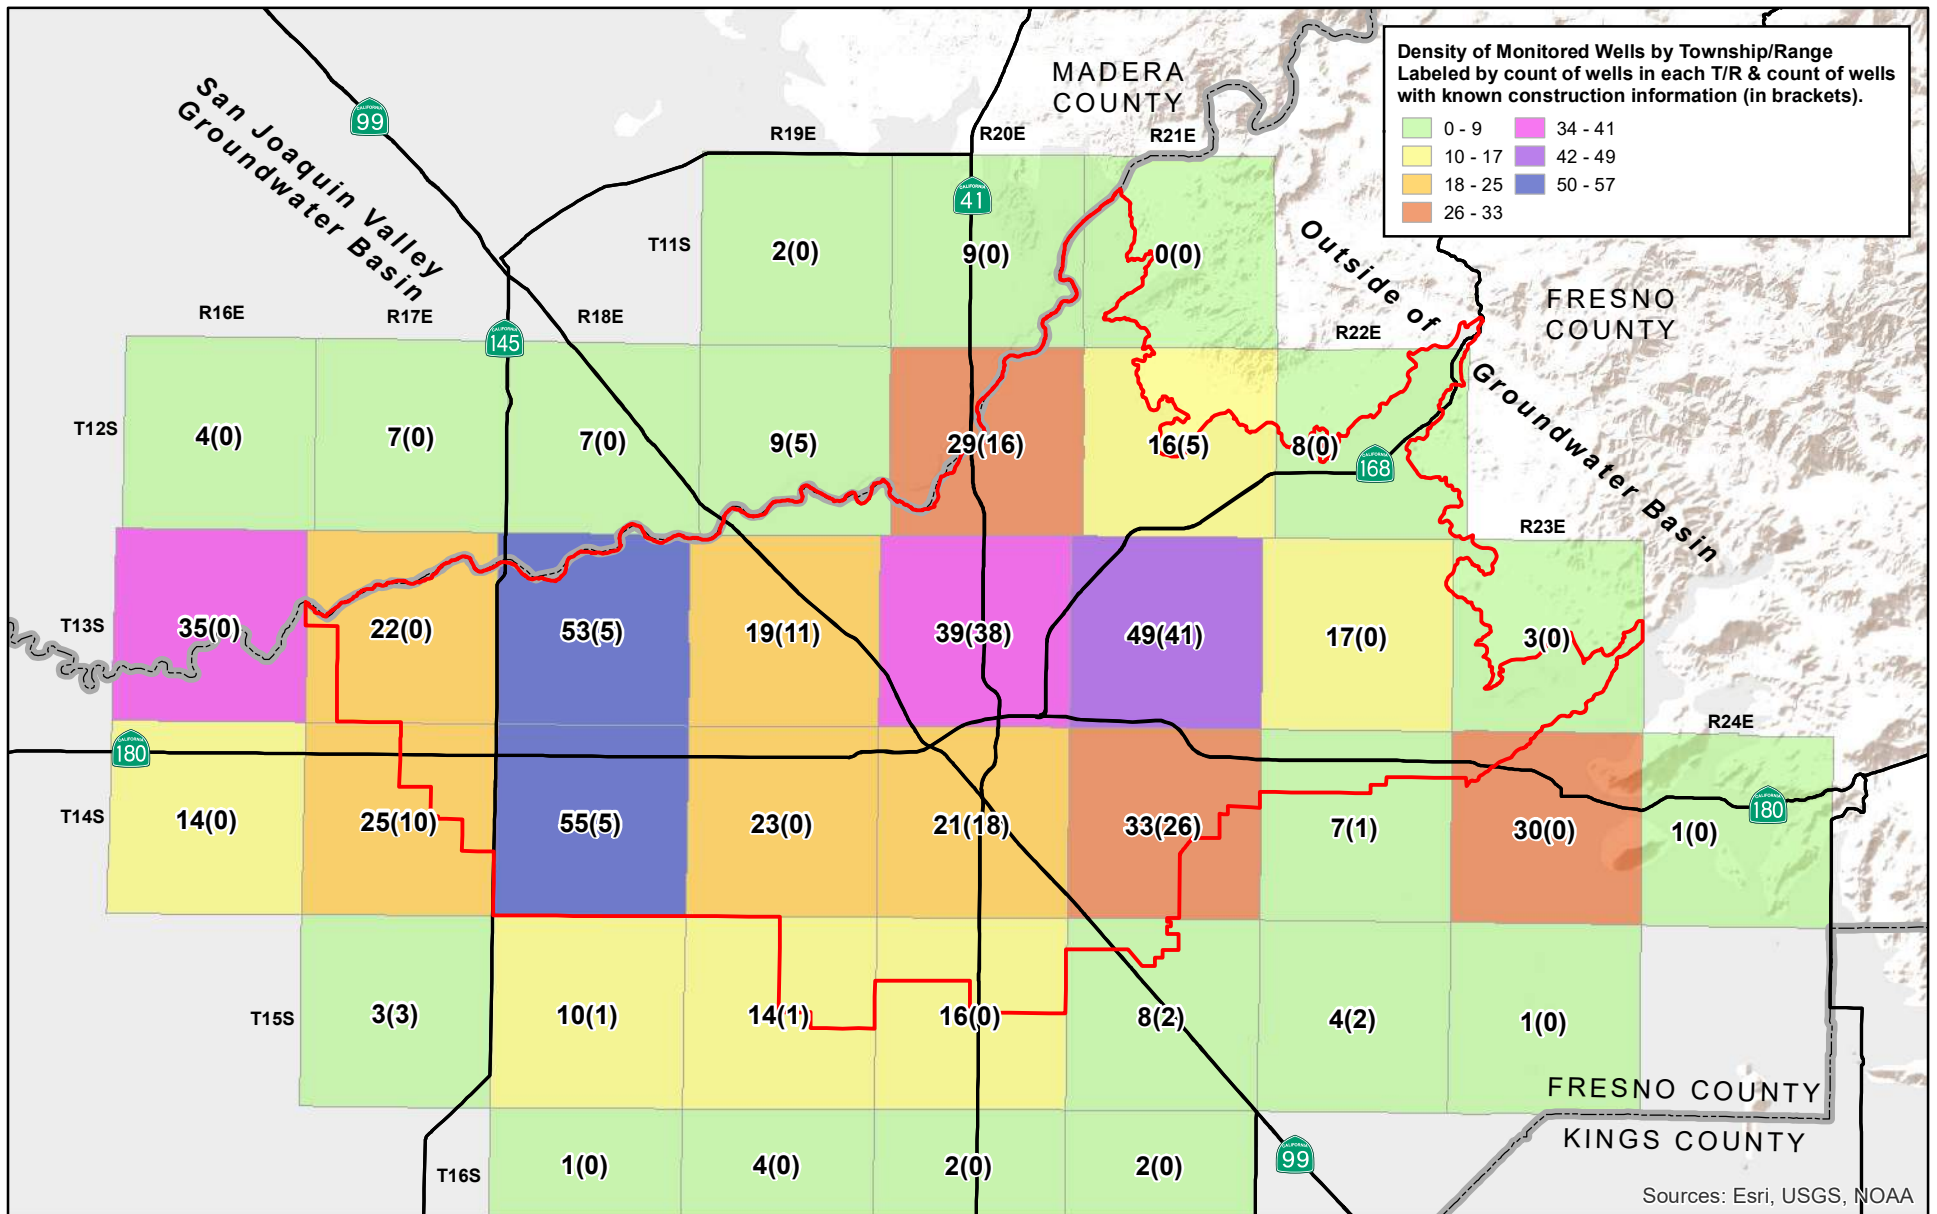 Density of Monitored Wells by Township/Range
Labeled by count of wells in each T/R & count of wells
with known construction information (in brackets).
0 - 9
10 - 17
18 - 25
26 - 33
34 - 41
42 - 49
50 - 57
MADERA
COUNTY
San Joaquin Valley
Groundwater Basin
CALIFORNIA
99
R19E
R20E
R21E
CALIFORNIA
41
T11S
2(0)
9(0)
0(0)
Outside of
Groundwater Basin
FRESNO
COUNTY
R16E
R17E
R18E
R22E
CALIFORNIA
145
T12S
4(0)
7(0)
7(0)
9(5)
29(16)
16(5)
8(0)
CALIFORNIA
168
R23E
T13S
35(0)
22(0)
53(5)
19(11)
39(38)
49(41)
17(0)
3(0)
R24E
CALIFORNIA
180
CALIFORNIA
180
T14S
14(0)
25(10)
55(5)
23(0)
21(18)
33(26)
7(1)
30(0)
1(0)
T15S
3(3)
10(1)
14(1)
16(0)
8(2)
4(2)
1(0)
FRESNO COUNTY
KINGS COUNTY
T16S
1(0)
4(0)
2(0)
2(0)
CALIFORNIA
99
Sources: Esri, USGS, NOAA